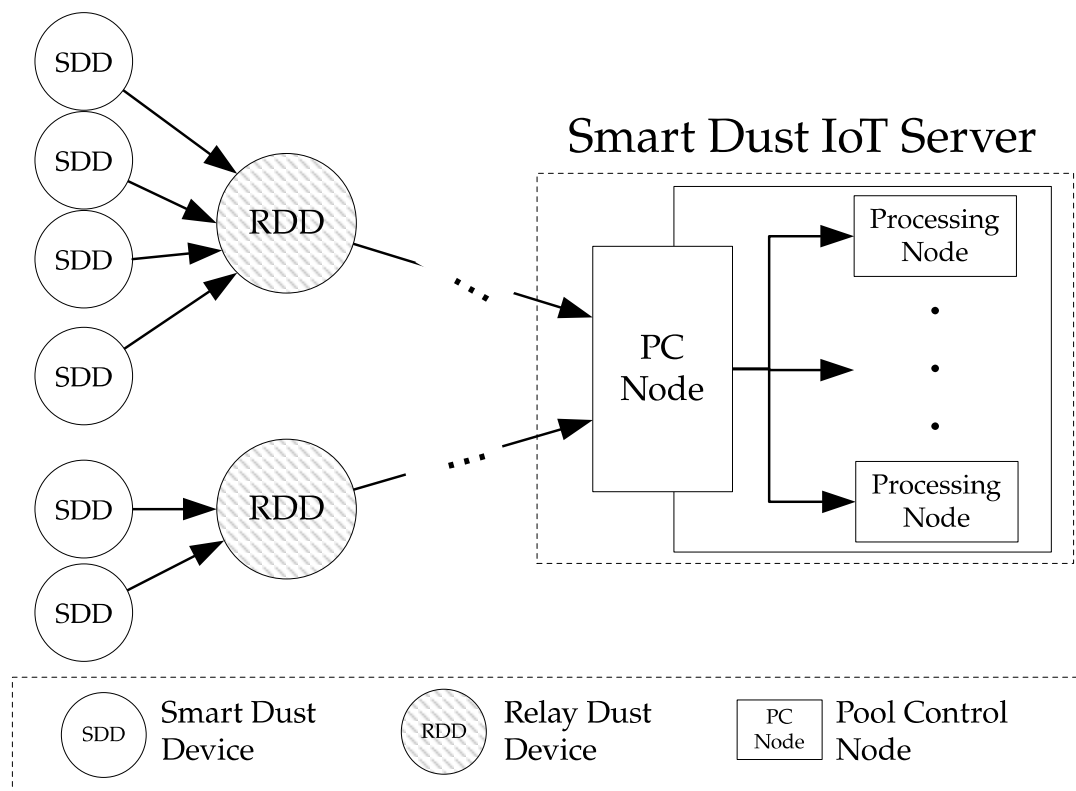 SDD
SDD
SDD
SDD
RDD
SDD
SDD
RDD
Smart Dust IoT Server
PC
Node
Processing
Node
Processing
Node
SDD
Smart Dust
Device
RDD
Relay Dust
Device
PC
Node
Pool Control
Node